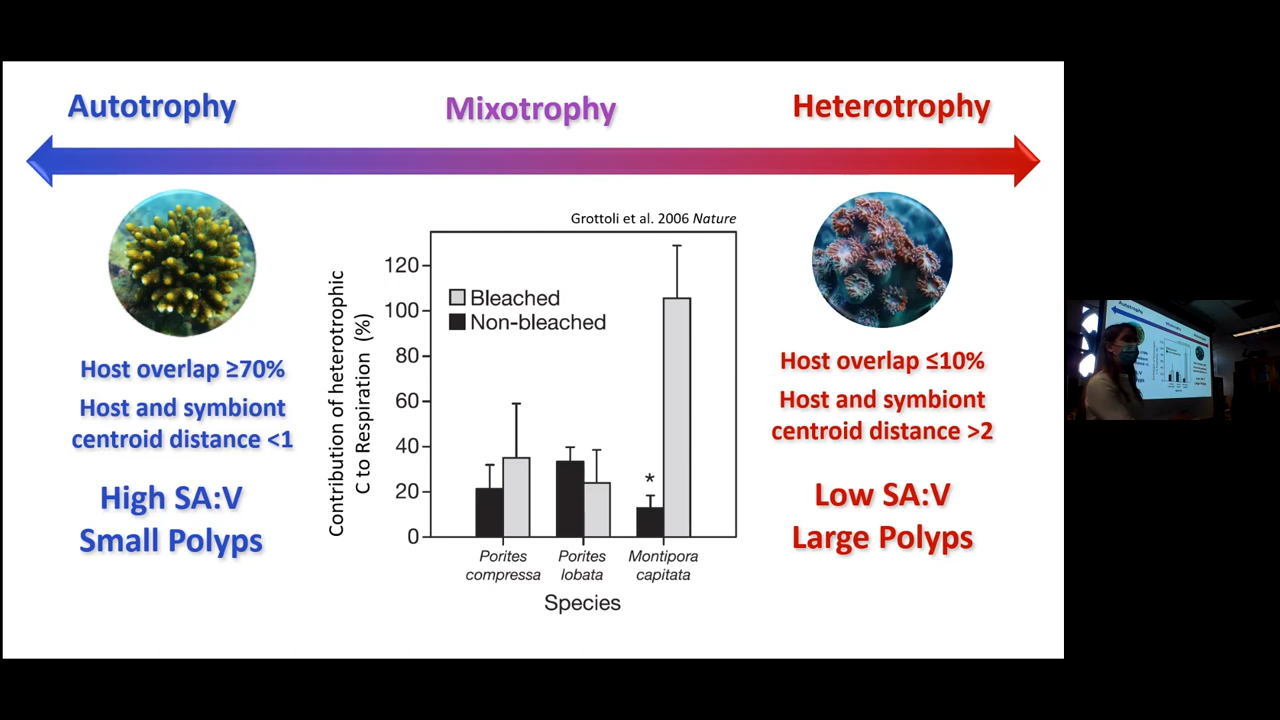 Autotrophy
Mixotrophy
Heterotrophy
Grottoli et al. 2006 Nature
Host overlap ≥70%
Host and symbiont
centroid distance <1
High SA:V
Small Polyps
Contribution of heterotrophic
C to Respiration (%)
120
100
80
60
40
20
0
Bleached
Non-bleached
*
Porites
compressa
Porites
lobata
Montipora
capitata
Species
Host overlap ≤10%
Host and symbiont
centroid distance >2
Low SA:V
Large Polyps